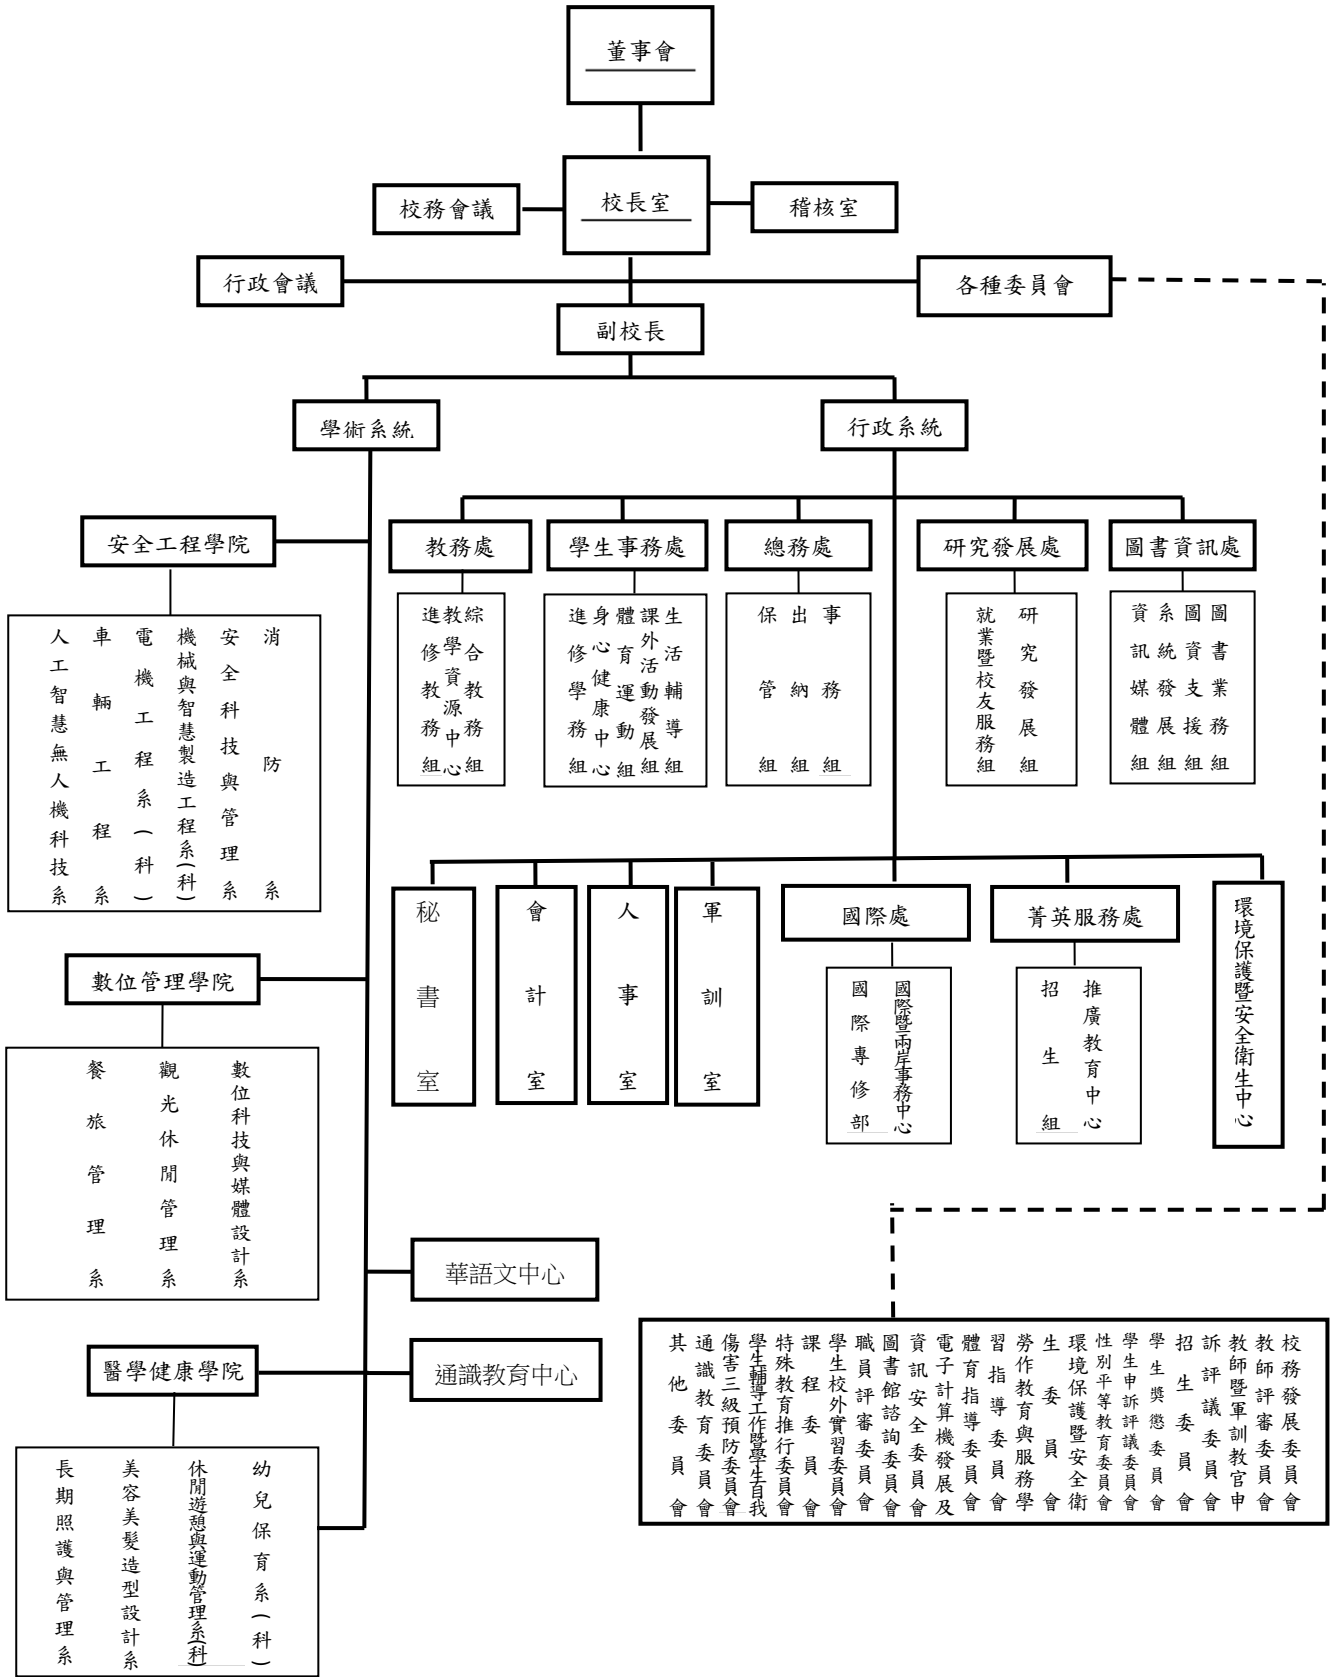 董事會
校長室
校務會議
稽核室
行政會議
各種委員會
副校長
學術系統
行政系統
安全工程學院
消防系
安全科技與管理系
機械與智慧製造工程系(科)
電機工程系(科)
車輛工程系
人工智慧無人機科技系
數位管理學院
數位科技與媒體設計系
觀光休閒管理系
餐旅管理系
醫學健康學院
幼兒保育系(科)
休閒遊憩與運動管理系(科)
美容美髮造型設計系
長期照護與管理系
華語文中心
通識教育中心
教務處
綜合教務組
教學資源中心
進修教務組
學生事務處
生活輔導組
課外活動發展組
體育運動組
身心健康中心
進修學務組
總務處
事務組
出納組
保管組
研究發展處
研究發展組
就業暨校友服務組
圖書資訊處
圖書業務組
圖資支援組
系統發展組
資訊媒體組
秘書室
會計室
人事室
軍訓室
國際處
國際暨兩岸事務中心
國際專修部
菁英服務處
推廣教育中心
招生組
環境保護暨安全衛生中心
校務發展委員會
教師評審委員會
教師暨軍訓教官申
訴評議委員會
招生委員會
學生獎懲委員會
學生申訴評議委員會
性別平等教育委員會
環境保護暨安全衛
生委員會
勞作教育與服務學
習指導委員會
體育指導委員會
電子計算機發展及
資訊安全委員會
圖書館諮詢委員會
職員評審委員會
學生校外實習委員會
課程委員會
特殊教育推行委員會
學生輔導工作暨學生自我
傷害三級預防委員會
通識教育委員會
其他委員會